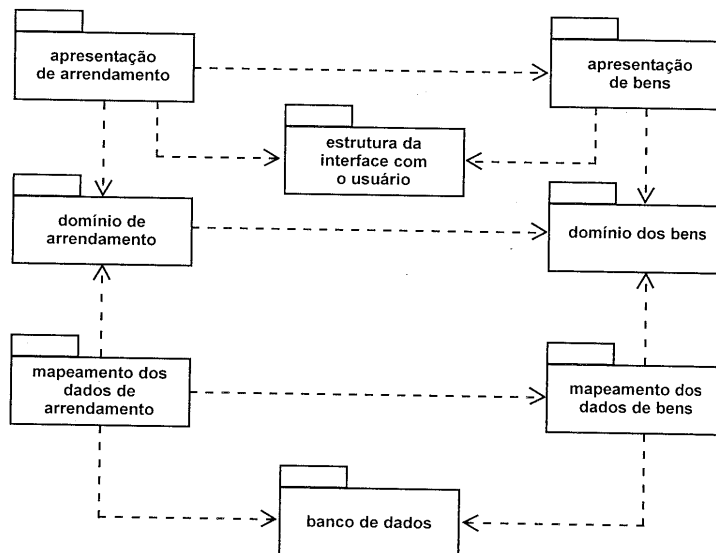 apresentação
de arrendamento
apresentação
de bens
estrutura da
interface com
o usuário
domínio de
arrendamento
domínio dos bens
mapeamento dos
dados de
arrendamento
mapeamento dos
dados de bens
banco de dados